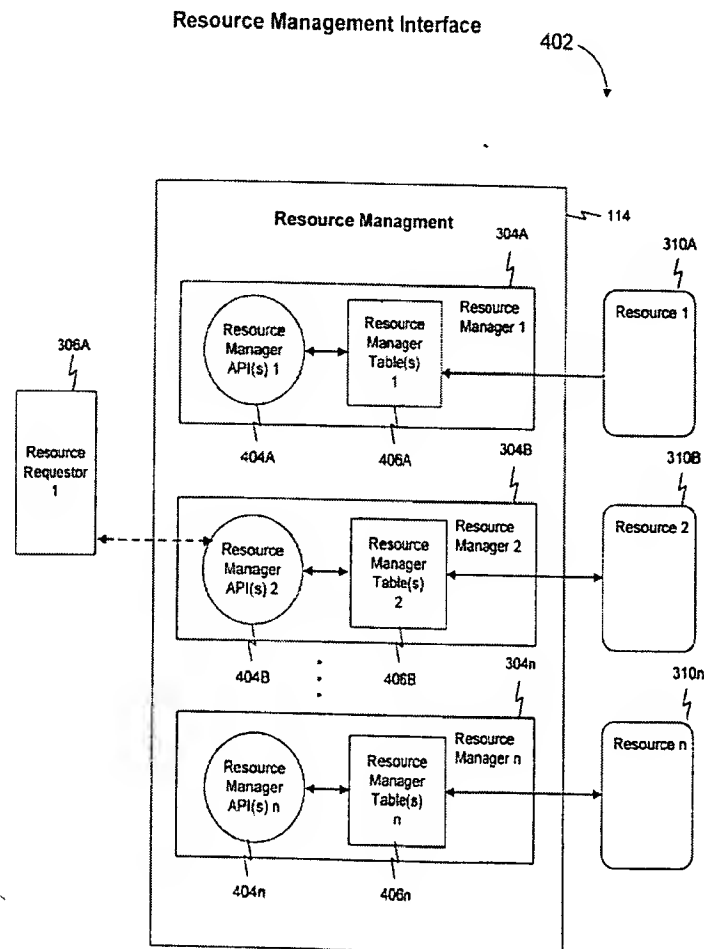 Resource Management Interface
402
Resource Managment
114
304A
310A
Resource
Manager 1
Resource 1
Resource
Manager
API(s) 1
Resource
Manager
Table(s)
1
306A
Resource
Requestor
1
404A
406A
304B
310B
Resource
Manager 2
Resource 2
Resource
Manager
API(s) 2
Resource
Manager
Table(s)
2
404B
406B
304n
310n
Resource
Manager n
Resource n
Resource
Manager
API(s) n
Resource
Manager
Table(s)
n
404n
406n